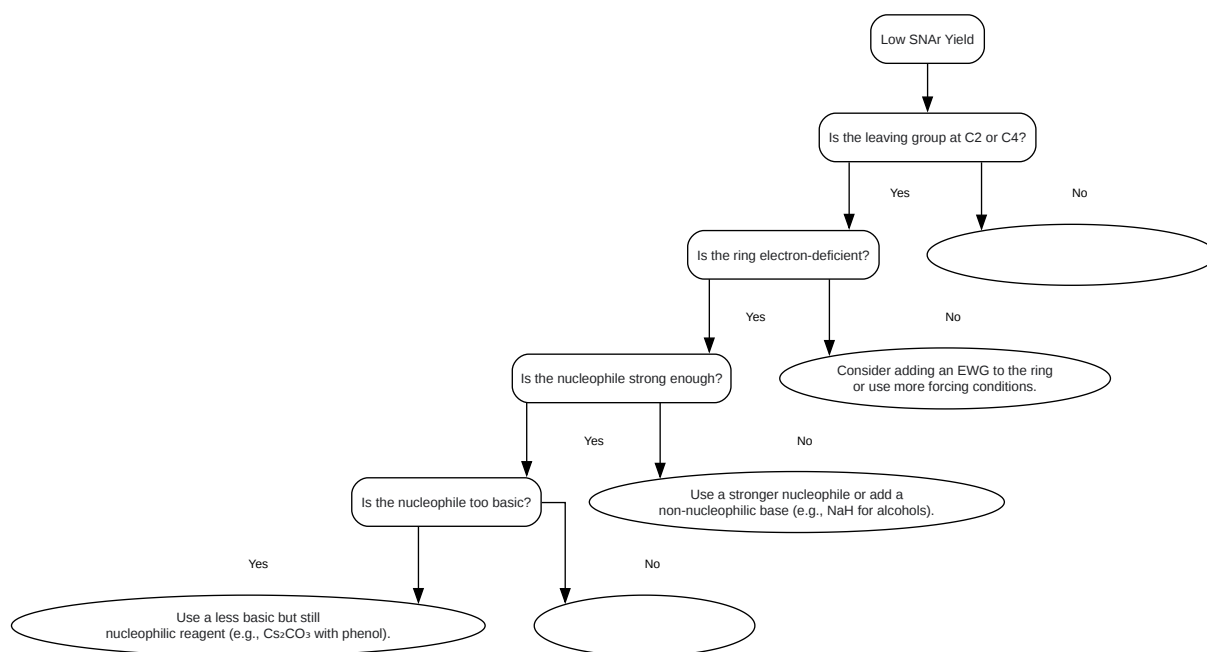 Low SNAr Yield
Is the leaving group at C2 or C4?
Yes
No
Is the ring electron-deficient?
Yes
No
Is the nucleophile strong enough?
Consider adding an EWG to the ring
or use more forcing conditions.
Yes
No
Is the nucleophile too basic?
Use a stronger nucleophile or add a
non-nucleophilic base (e.g., NaH for alcohols).
Yes
No
Use a less basic but still
nucleophilic reagent (e.g., Cs₂CO₃ with phenol).